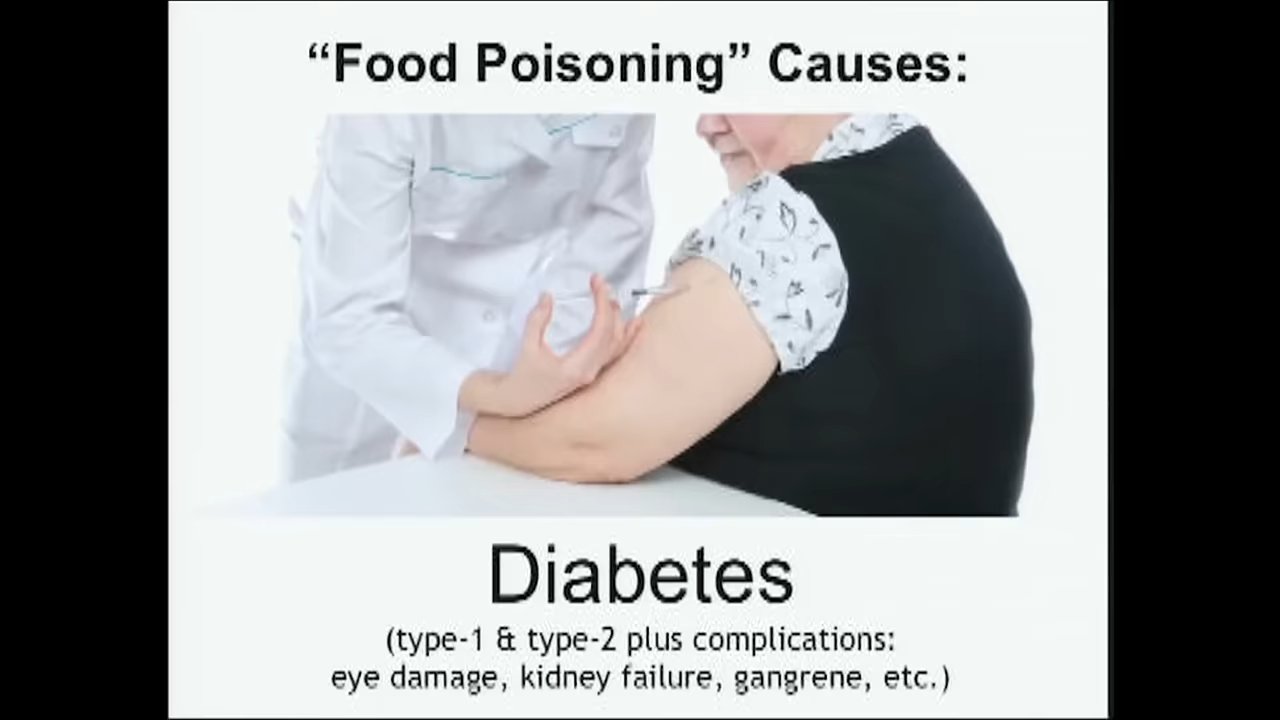 “Food Poisoning” Causes:
Diabetes
(type-1 & type-2 plus complications:
eye damage, kidney failure, gangrene, etc.)